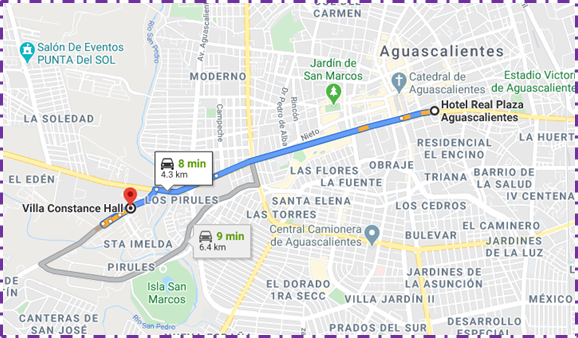 COLONIA
CARMEN
Salón De Eventos
PUNTA Del SOL
Río San Pedro
Av. Aguascalientes
MODERNO
Jardín de
San Marcos
Aguascalientes
Catedral de
Aguascalientes
Estadio Victor
de Aguascaliente
Hotel Real Plaza
Aguascalientes
LA SOLEDAD
Campeche
Rincón
Dr. Pedro de Alba
Nieto
LA HUERTA
RESIDENCIAL
EL ENCINO
8 min
4.3 km
EL EDÉN
LAS FLORES
LA FUENTE
OBRAJE
TRIANA
BARRIO DE
LA SALUD
IV CENTENA
Villa Constance Hall
LOS PIRULES
SANTA ELENA
LAS TORRES
LOS CEDROS
EL CAMINERO
Central Camionera
de Aguascalientes
BULEVAR
JARDINES
DE LA LUZ
9 min
6.4 km
STA IMELDA
PIRULES
Isla San
Marcos
EL DORADO
1RA SECC
VILLA JARDÍN II
JARDINES DE
LA ASUNCIÓN
MÉXICO
CANTERAS DE
SAN JOSÉ
Río San Pedro
PRADOS DEL SUR
DESARROLLO
ESPECIAL